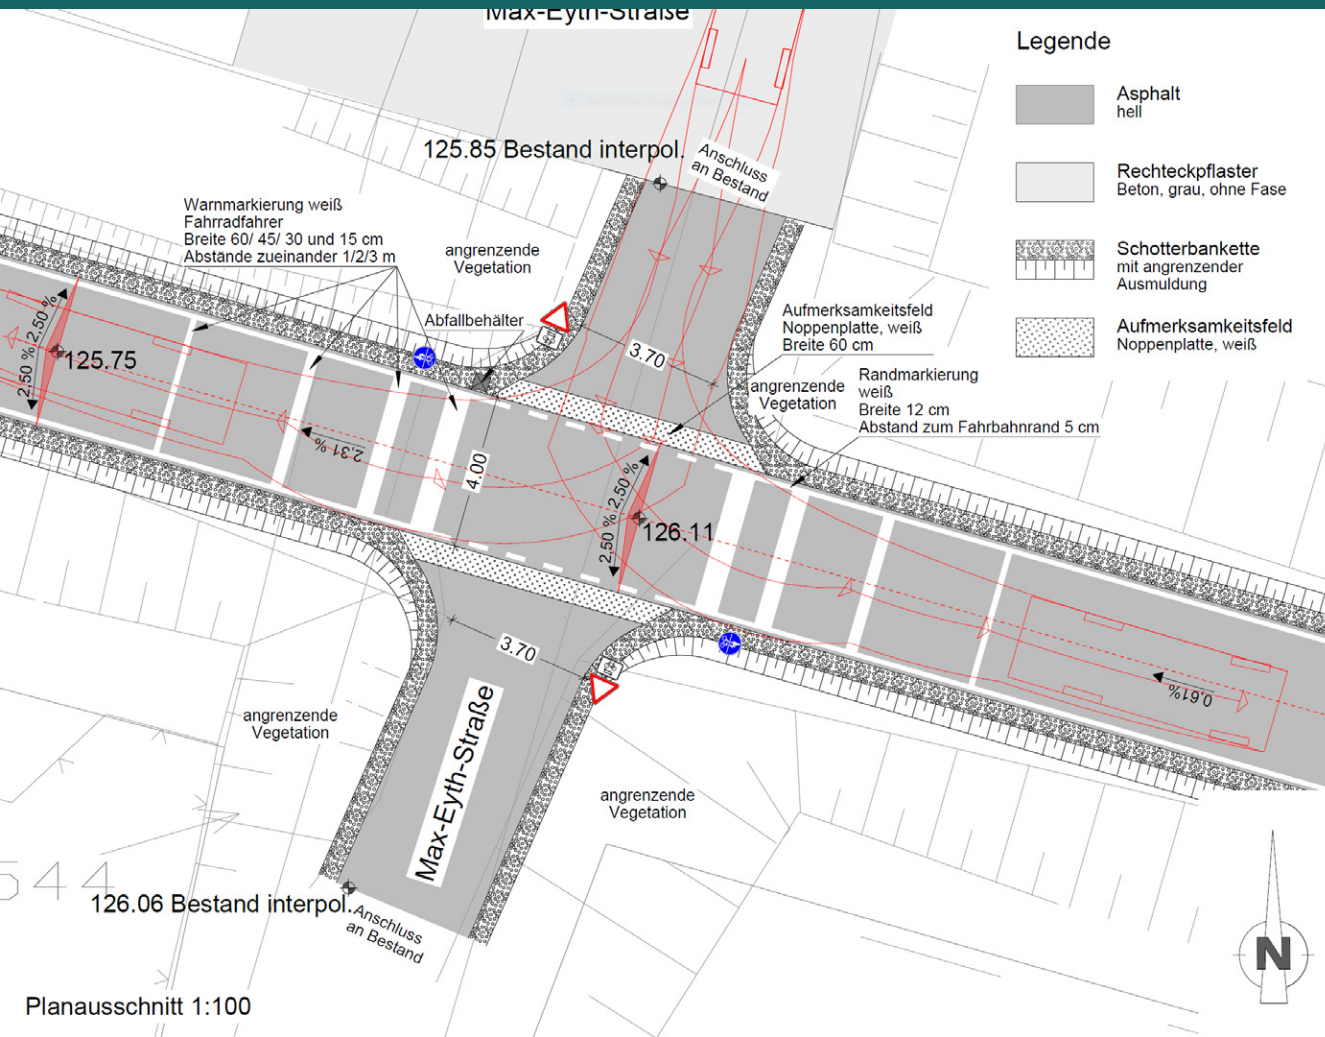 Max-Eyth-Straße
Legende
Asphalt
hell
Rechteckpflaster
Beton, grau, ohne Fase
Schotterbankette
mit angrenzender
Ausmuldung
Aufmerksamkeitsfeld
Noppenplatte, weiß
125.85 Bestand interpol.
Anschluss
an Bestand
Warnmarkierung weiß
Fahrradfahrer
Breite 60/ 45/ 30 und 15 cm
Abstände zueinander 1/2/3 m
angrenzende
Vegetation
Abfallbehälter
Aufmerksamkeitsfeld
Noppenplatte, weiß
Breite 60 cm
3.70
angrenzende
Vegetation
Randmarkierung
weiß
Breite 12 cm
Abstand zum Fahrbahnrand 5 cm
2.50 % 2.50 %
125.75
2,31%
4.00
2.50 % 2.50 %
126.11
3.70
0.61%
Max-Eyth-Straße
angrenzende
Vegetation
angrenzende
Vegetation
544
126.06 Bestand interpol.
Anschluss
an Bestand
N
Planausschnitt 1:100